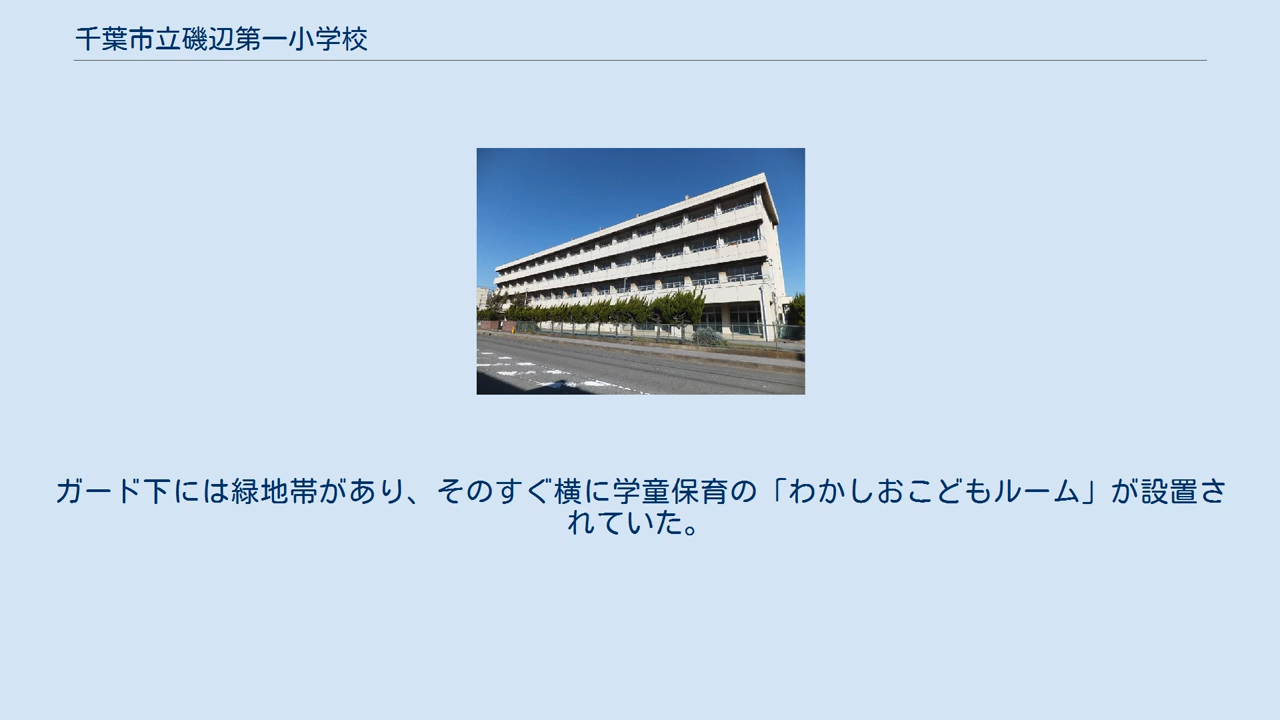 千葉市立磯辺第一小学校
ガード下には緑地帯があり、そのすぐ横に学童保育の「わかしおこどもルーム」が設置さ
れていた。